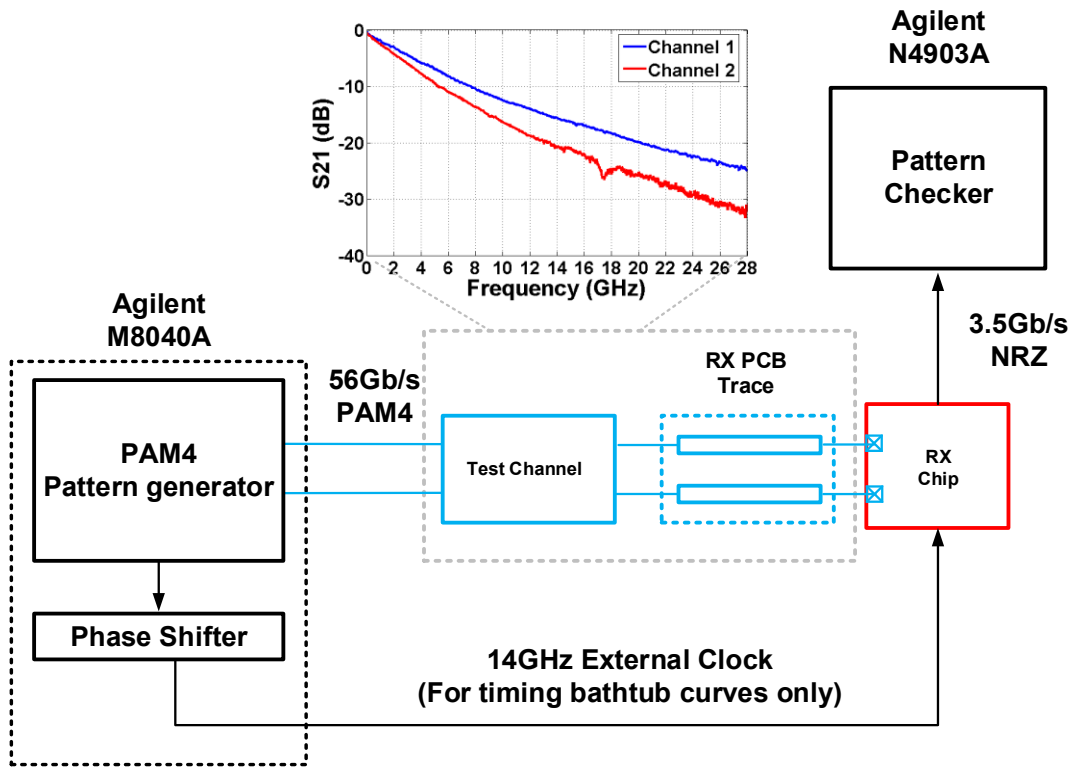 Agilent
N4903A
0
-10
-20
-30
-40
S21 (dB)
Channel 1
Channel 2
0 2 4 6 8 10 12 14 16 18 20 22 24 26 28
Frequency (GHz)
Pattern
Checker
Agilent
M8040A
56Gb/s
PAM4
RX PCB
Trace
3.5Gb/s
NRZ
PAM4
Pattern generator
Test Channel
RX
Chip
Phase Shifter
14GHz External Clock
(For timing bathtub curves only)